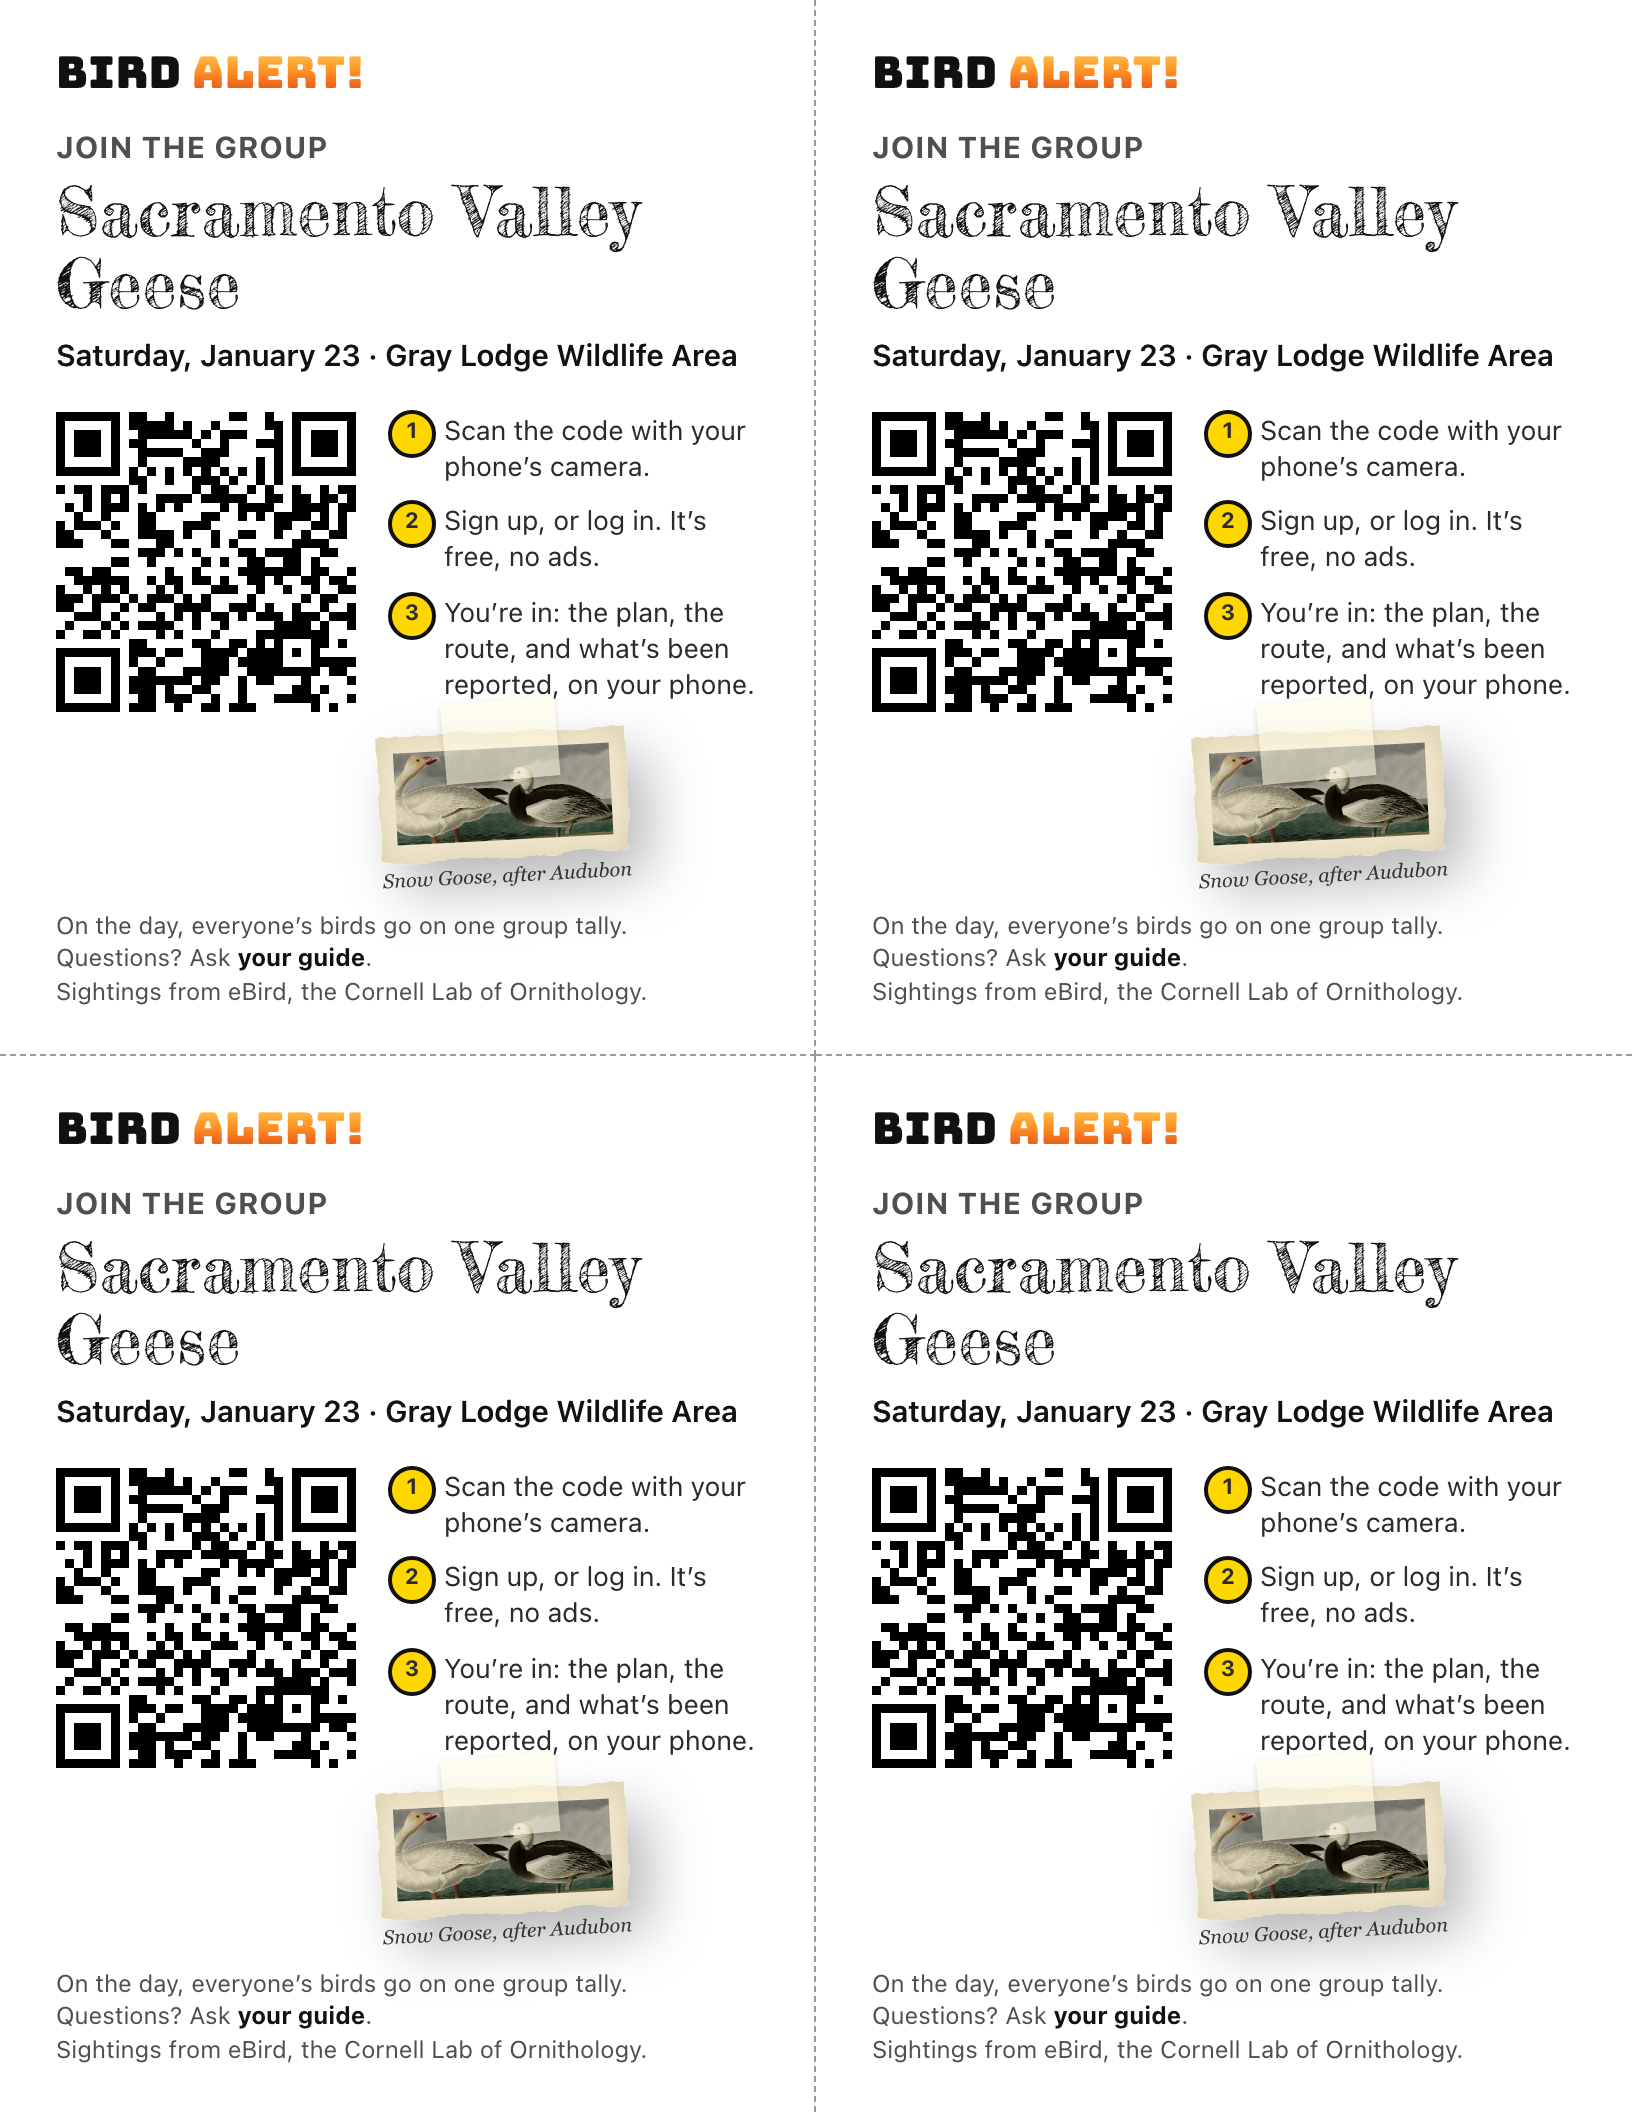 BIRD ALERT!
JOIN THE GROUP
Sacramento Valley
Geese
Saturday, January 23 · Gray Lodge Wildlife Area
1 Scan the code with your
phone’s camera.
2 Sign up, or log in. It’s
free, no ads.
3 You’re in: the plan, the
route, and what’s been
reported, on your phone.
Snow Goose, after Audubon
On the day, everyone’s birds go on one group tally.
Questions? Ask your guide.
Sightings from eBird, the Cornell Lab of Ornithology.
BIRD ALERT!
JOIN THE GROUP
Sacramento Valley
Geese
Saturday, January 23 · Gray Lodge Wildlife Area
1 Scan the code with your
phone’s camera.
2 Sign up, or log in. It’s
free, no ads.
3 You’re in: the plan, the
route, and what’s been
reported, on your phone.
Snow Goose, after Audubon
On the day, everyone’s birds go on one group tally.
Questions? Ask your guide.
Sightings from eBird, the Cornell Lab of Ornithology.
BIRD ALERT!
JOIN THE GROUP
Sacramento Valley
Geese
Saturday, January 23 · Gray Lodge Wildlife Area
1 Scan the code with your
phone’s camera.
2 Sign up, or log in. It’s
free, no ads.
3 You’re in: the plan, the
route, and what’s been
reported, on your phone.
Snow Goose, after Audubon
On the day, everyone’s birds go on one group tally.
Questions? Ask your guide.
Sightings from eBird, the Cornell Lab of Ornithology.
BIRD ALERT!
JOIN THE GROUP
Sacramento Valley
Geese
Saturday, January 23 · Gray Lodge Wildlife Area
1 Scan the code with your
phone’s camera.
2 Sign up, or log in. It’s
free, no ads.
3 You’re in: the plan, the
route, and what’s been
reported, on your phone.
Snow Goose, after Audubon
On the day, everyone’s birds go on one group tally.
Questions? Ask your guide.
Sightings from eBird, the Cornell Lab of Ornithology.